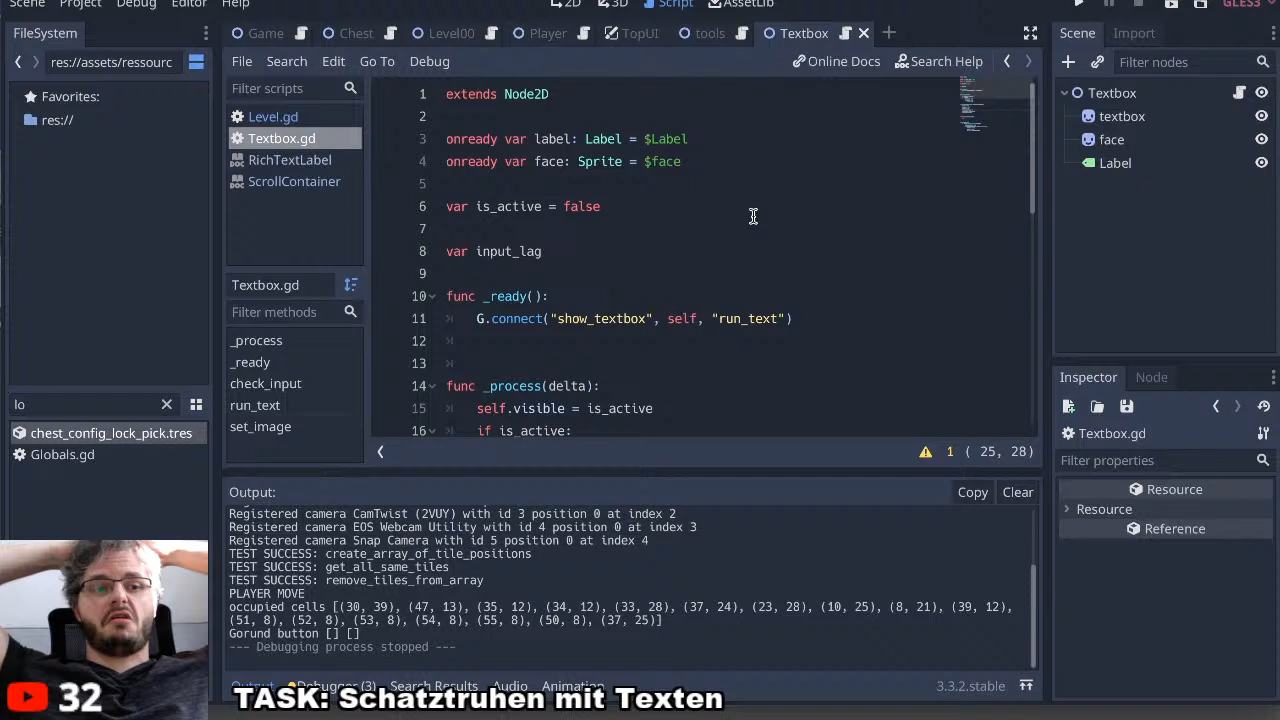 Scene Project Debug Editor Help
2D 3D Script AssetLib GLES3
FileSystem
res://assets/ressourc
Favorites:
res://
lo
chest_config_lock_pick.tres
Globals.gd
Game Chest Level00 Player TopUI tools Textbox
File Search Edit Go To Debug Online Docs Search Help
Filter scripts
Level.gd
Textbox.gd
RichTextLabel
ScrollContainer
Textbox.gd
Filter methods
_process
_ready
check_input
run_text
set_image
1 extends Node2D
2
3 onready var label: Label = $Label
4 onready var face: Sprite = $face
5
6 var is_active = false
7
8 var input_lag
9
10 func _ready():
11 G.connect("show_textbox", self, "run_text")
12
13
14 func _process(delta):
15 self.visible = is_active
16 if is_active:
1 ( 25, 28)
Output: Copy Clear
Registered camera CamTwist (2VUY) with id 3 position 0 at index 2
Registered camera EOS Webcam Utility with id 4 position 0 at index 3
Registered camera Snap Camera with id 5 position 0 at index 4
TEST SUCCESS: create_array_of_tile_positions
TEST SUCCESS: get_all_same_tiles
TEST SUCCESS: remove_tiles_from_array
PLAYER MOVE
occupied cells [(30, 39), (47, 13), (35, 12), (34, 12), (33, 28), (37, 24), (23, 28), (10, 25), (8, 21), (39, 12),
(51, 8), (52, 8), (53, 8), (54, 8), (55, 8), (50, 8), (37, 25)]
Gorund button [] []
--- Debugging process stopped ---
Output Debugger (3) Search Results Audio Animation 3.3.2.stable
Scene Import
Filter nodes
Textbox
textbox
face
Label
Inspector Node
Textbox.gd
Filter properties
Resource
Resource
Reference
32
TASK: Schatztruhen mit Texten